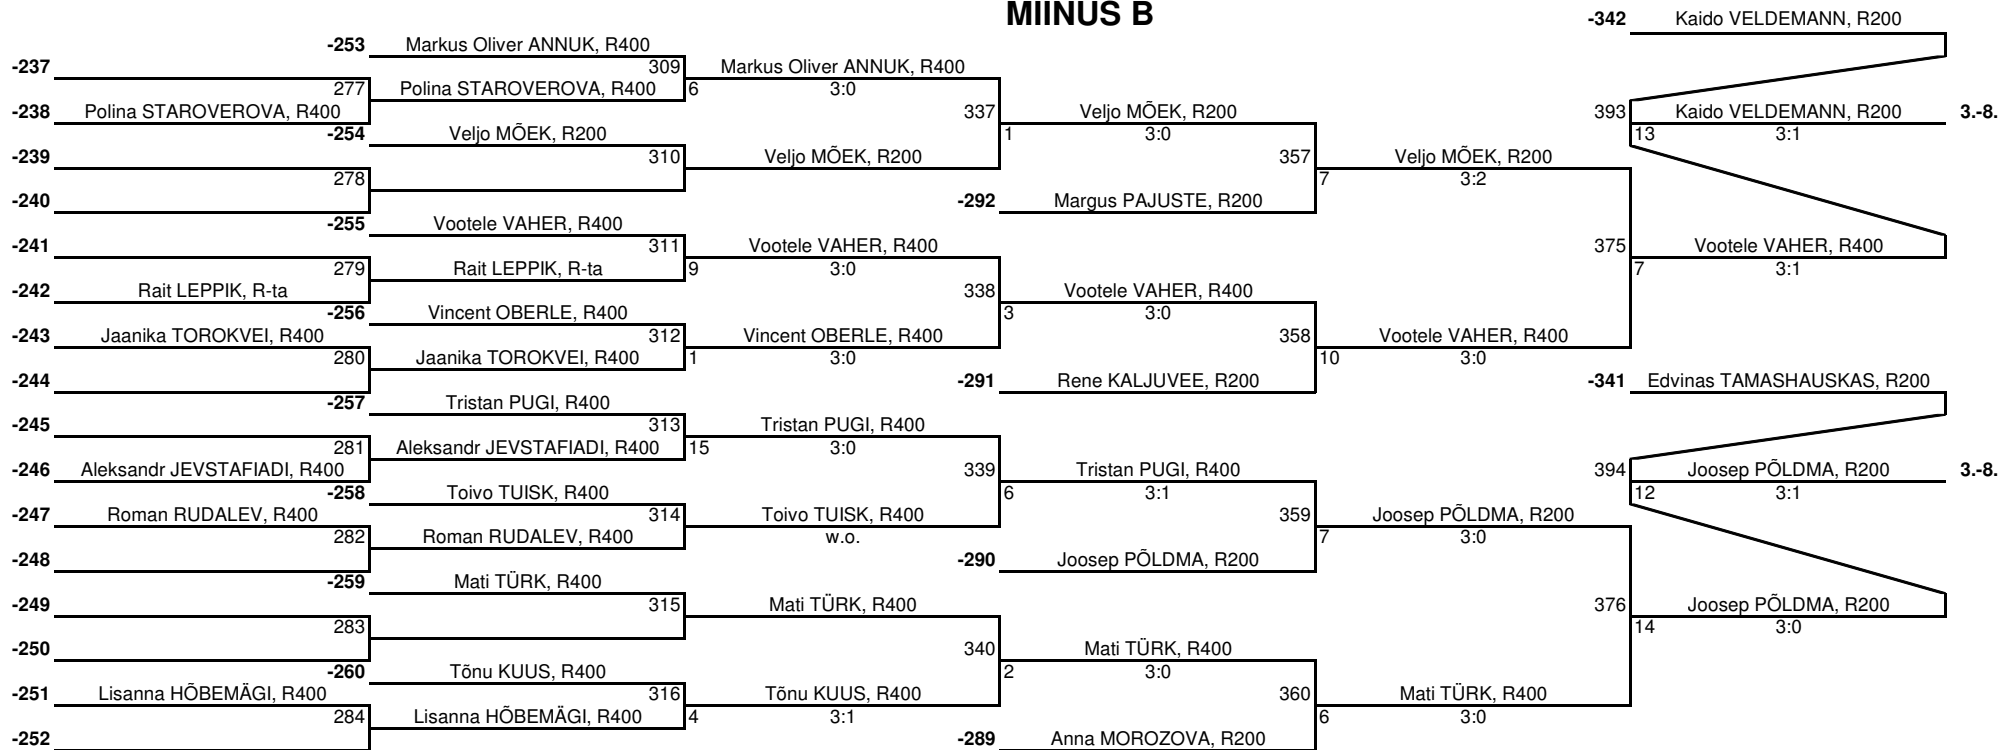 MIINUS B
-342 Kaido VELDEMANN, R200
-253 Markus Oliver ANNUK, R400
-237 309 Markus Oliver ANNUK, R400
277 Polina STAROVEROVA, R400 6 3:0
-238 Polina STAROVEROVA, R400 337 Veljo MÕEK, R200 393 Kaido VELDEMANN, R200 3.-8.
-254 Veljo MÕEK, R200 1 3:0 13 3:1
-239 310 Veljo MÕEK, R200 357 Veljo MÕEK, R200
278 7 3:2
-240 -292 Margus PAJUSTE, R200
-255 Vootele VAHER, R400
-241 311 Vootele VAHER, R400 375 Vootele VAHER, R400
279 Rait LEPPIK, R-ta 9 3:0 7 3:1
-242 Rait LEPPIK, R-ta 338 Vootele VAHER, R400
-256 Vincent OBERLE, R400 3 3:0
-243 Jaanika TOROKVEI, R400 312 Vincent OBERLE, R400 358 Vootele VAHER, R400
280 Jaanika TOROKVEI, R400 1 3:0 10 3:0
-244 -291 Rene KALJUVEE, R200 -341 Edvinas TAMASHAUSKAS, R200
-257 Tristan PUGI, R400
-245 313 Tristan PUGI, R400
281 Aleksandr JEVSTAFIADI, R400 15 3:0
-246 Aleksandr JEVSTAFIADI, R400 339 Tristan PUGI, R400 394 Joosep PÕLDMA, R200 3.-8.
-258 Toivo TUISK, R400 6 3:1 12 3:1
-247 Roman RUDALEV, R400 314 Toivo TUISK, R400 359 Joosep PÕLDMA, R200
282 Roman RUDALEV, R400 w.o. 7 3:0
-248 -290 Joosep PÕLDMA, R200
-259 Mati TÜRK, R400
-249 315 Mati TÜRK, R400 376 Joosep PÕLDMA, R200
283 14 3:0
-250 340 Mati TÜRK, R400
-260 Tõnu KUUS, R400 2 3:0
-251 Lisanna HÕBEMÄGI, R400 316 Tõnu KUUS, R400 360 Mati TÜRK, R400
284 Lisanna HÕBEMÄGI, R400 4 3:1 6 3:0
-252 -289 Anna MOROZOVA, R200